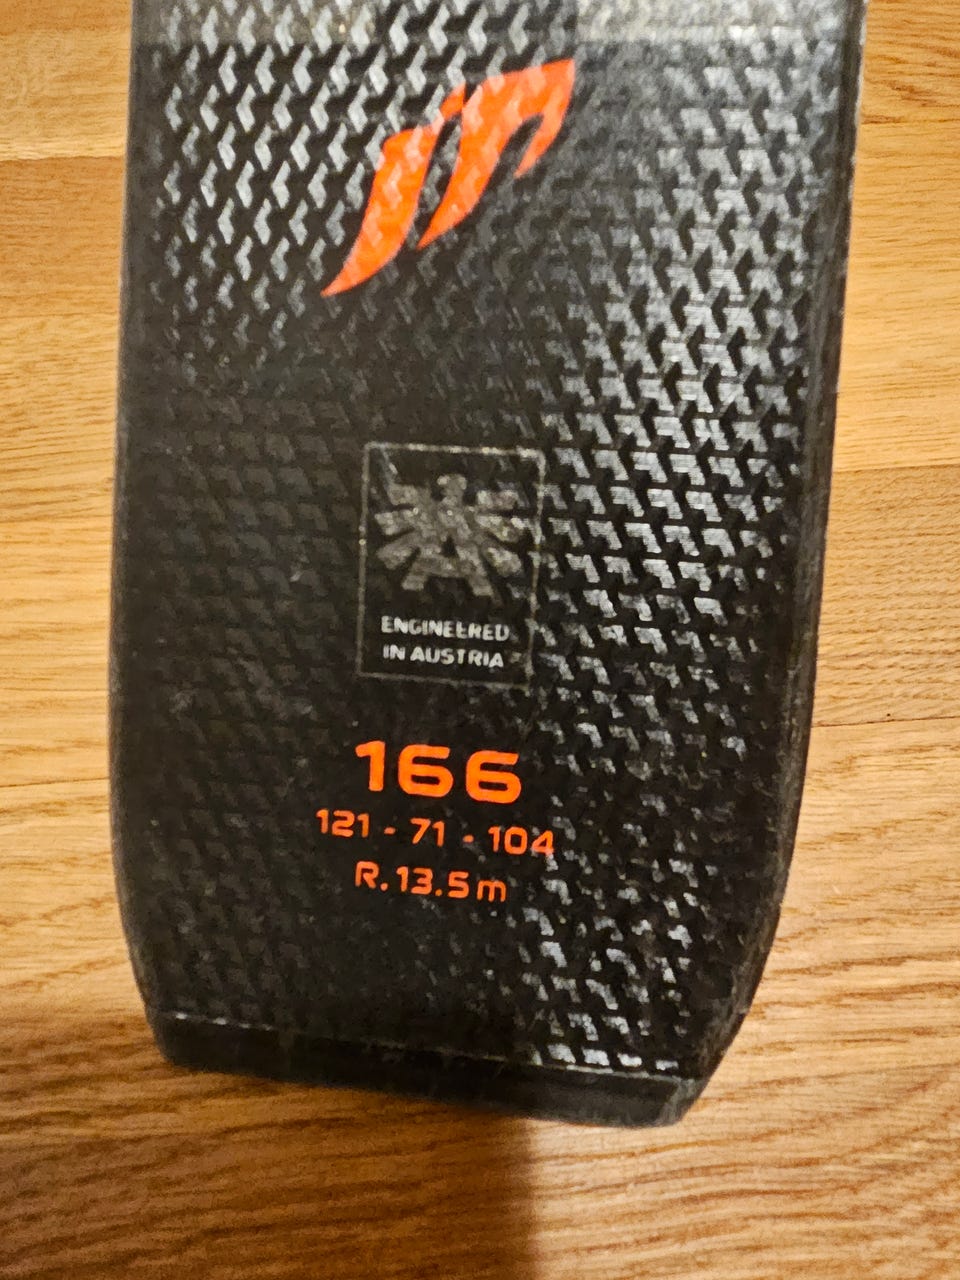 ENGINEERED
IN AUSTRIA
166
121 - 71 - 104
R.13.5m